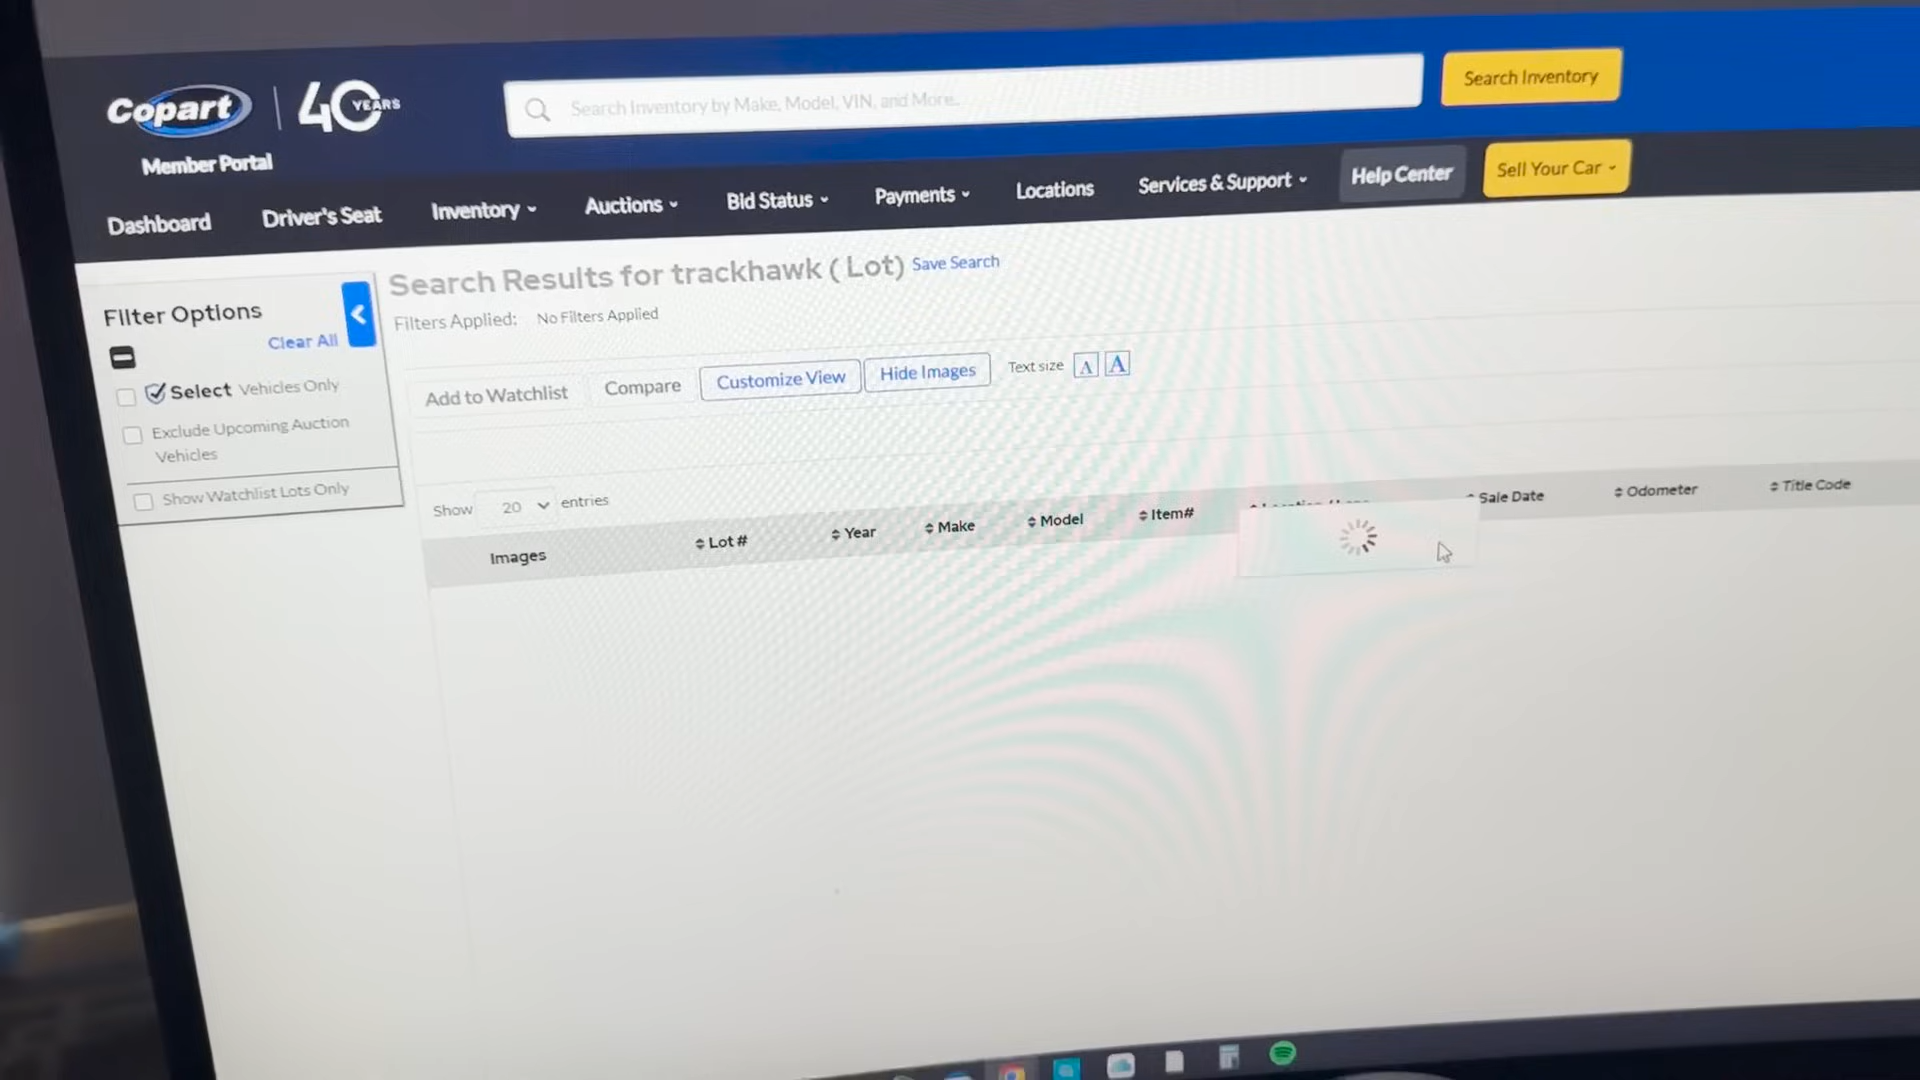 Copart | 40 YEARS
Member Portal
Search Inventory by Make, Model, VIN, and More..
Search Inventory
Dashboard
Driver's Seat
Inventory
Auctions
Bid Status
Payments
Locations
Services & Support
Help Center
Sell Your Car
Filter Options
Clear All
Select Vehicles Only
Exclude Upcoming Auction
Vehicles
Show Watchlist Lots Only
Search Results for trackhawk ( Lot) Save Search
Filters Applied: No Filters Applied
Add to Watchlist
Compare
Customize View
Hide Images
Text size A A
Show 20 entries
Images
Lot #
Year
Make
Model
Item#
Sale Date
Odometer
Title Code